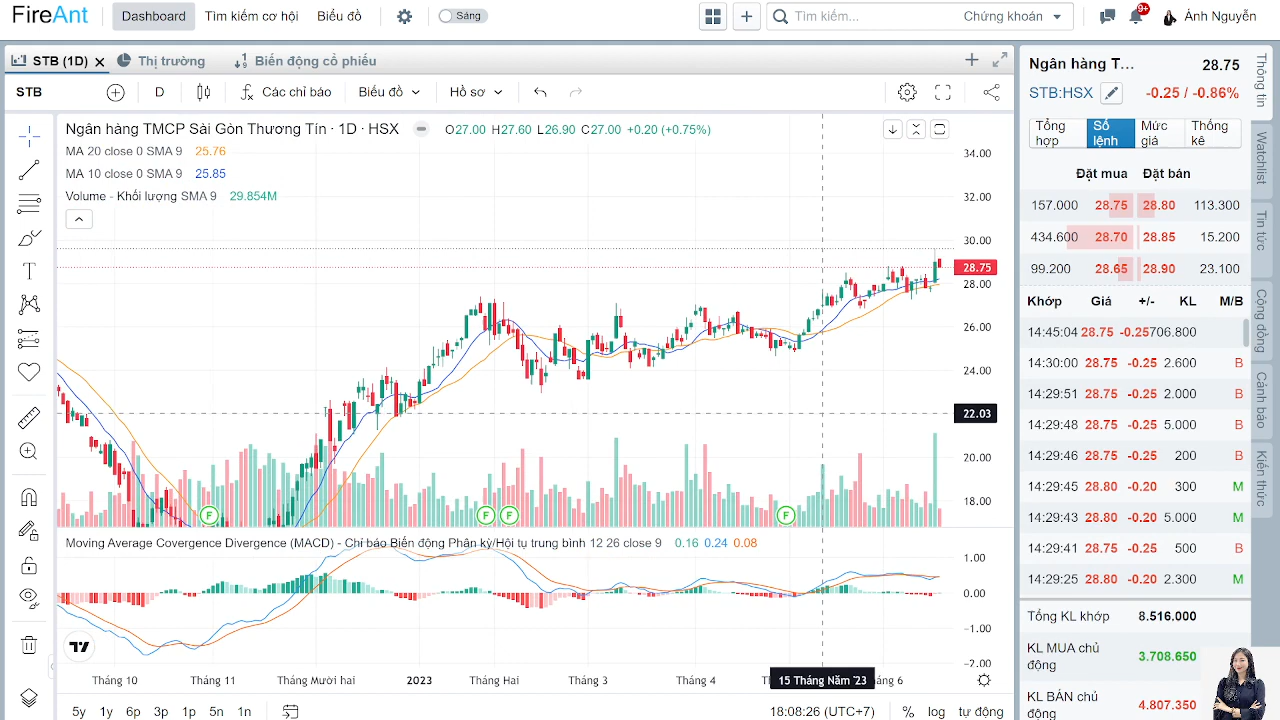 FireAnt Dashboard Tìm kiếm cơ hội Biểu đồ Sáng Tìm kiếm... Chứng khoán 9+ Ánh Nguyễn
STB (1D) Thị trường Biến động cổ phiếu
STB D Các chỉ báo Biểu đồ Hồ sơ
Ngân hàng TMCP Sài Gòn Thương Tín · 1D · HSX O27.00 H27.60 L26.90 C27.00 +0.20 (+0.75%)
MA 20 close 0 SMA 9 25.76
MA 10 close 0 SMA 9 25.85
Volume - Khối lượng SMA 9 29.854M
34.00
32.00
30.00
28.75
28.00
26.00
24.00
22.03
20.00
18.00
F F F F
Moving Average Covergence Divergence (MACD) - Chỉ báo Biến động Phân kỳ/Hội tụ trung bình 12 26 close 9 0.16 0.24 0.08
1.00
0.00
−1.00
−2.00
Tháng 10 Tháng 11 Tháng Mười hai 2023 Tháng Hai Tháng 3 Tháng 4 15 Tháng Năm '23
5y 1y 6p 3p 1p 5n 1n 18:08:26 (UTC+7) % log tự động
Ngân hàng T... 28.75
STB:HSX -0.25 / -0.86%
Tổng hợp Số lệnh Mức giá Thống kê
Đặt mua Đặt bán
157.000 28.75 28.80 113.300
434.600 28.70 28.85 15.200
99.200 28.65 28.90 23.100
Khớp Giá +/- KL M/B
14:45:04 28.75 -0.25 706.800
14:30:00 28.75 -0.25 2.600 B
14:29:51 28.75 -0.25 2.000 B
14:29:48 28.75 -0.25 5.000 B
14:29:46 28.75 -0.25 200 B
14:29:45 28.80 -0.20 300 M
14:29:43 28.80 -0.20 5.000 M
14:29:41 28.75 -0.25 500 B
14:29:25 28.80 -0.20 2.300 M
Tổng KL khớp 8.516.000
KL MUA chủ động 3.708.650
KL BÁN chủ động 4.807.350
Thông tin
Watchlist
Tin tức
Cộng đồng
Cảnh báo
Kiến thức